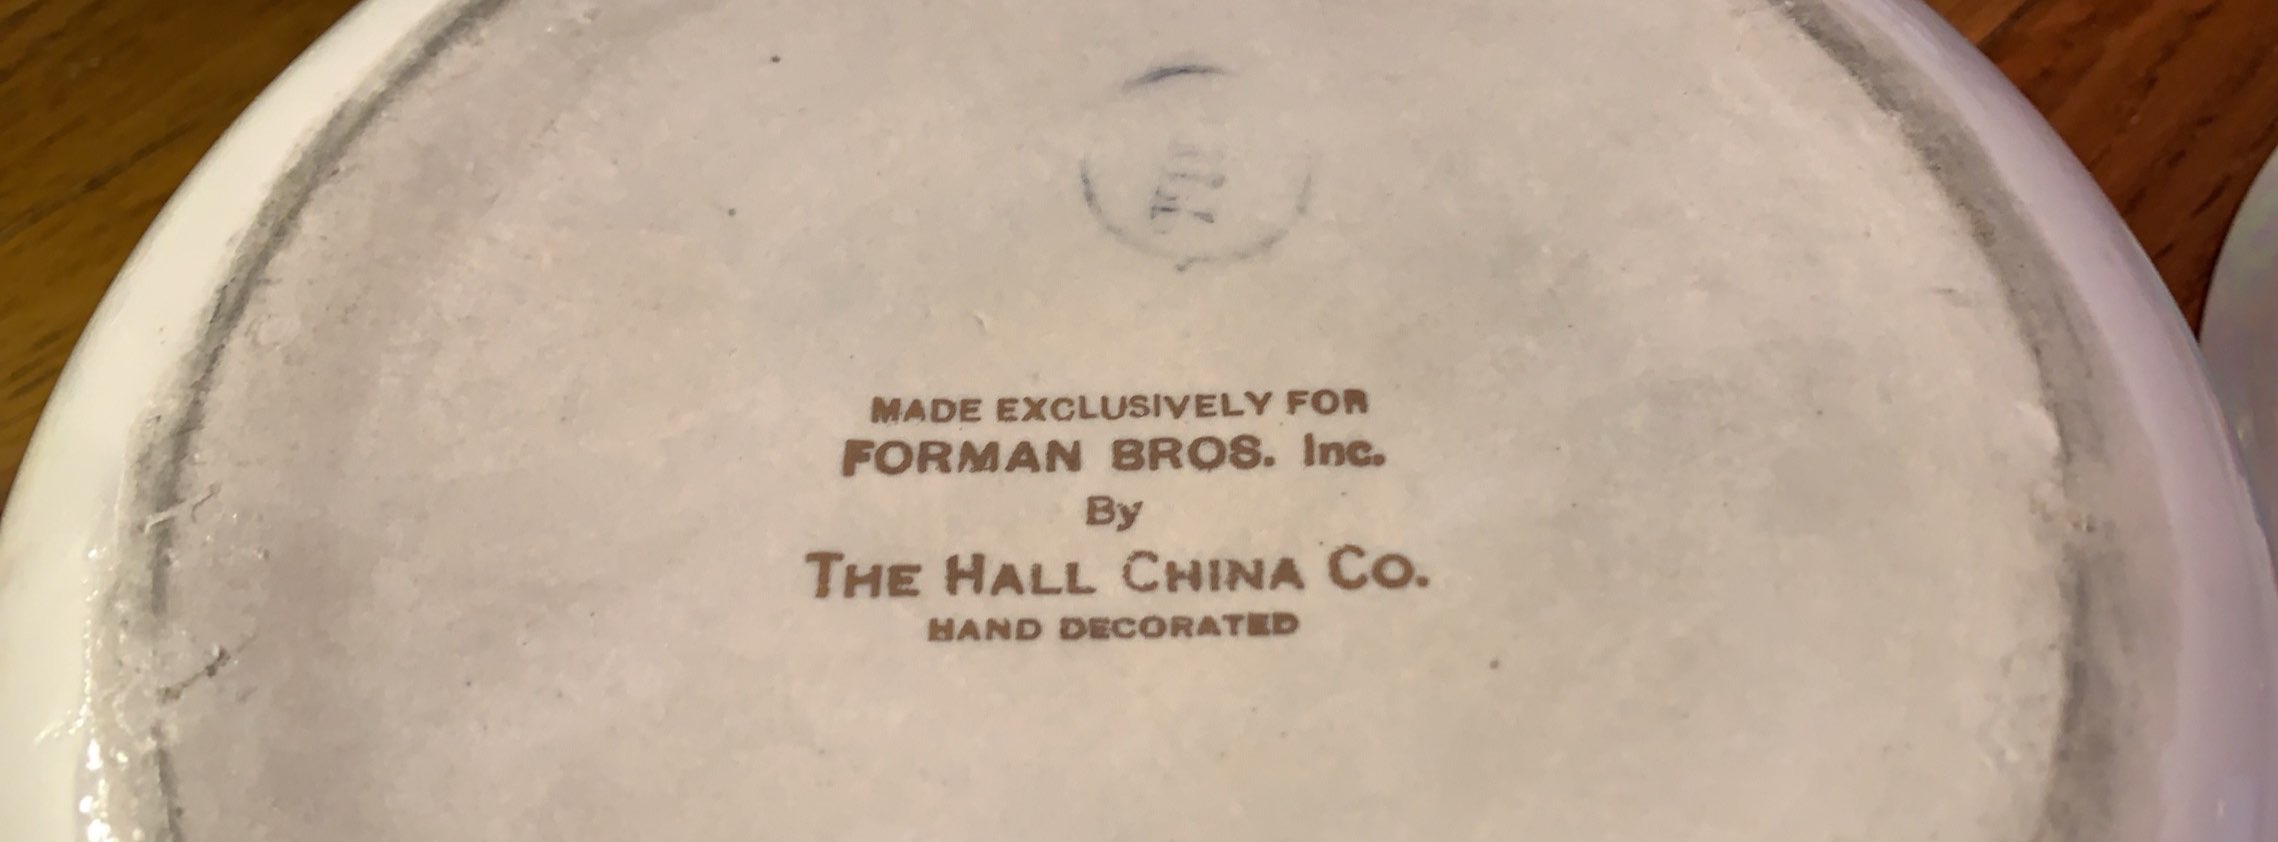 MADE EXCLUSIVELY FOR
FORMAN BROS. Inc.
By
THE HALL CHINA CO.
HAND DECORATED